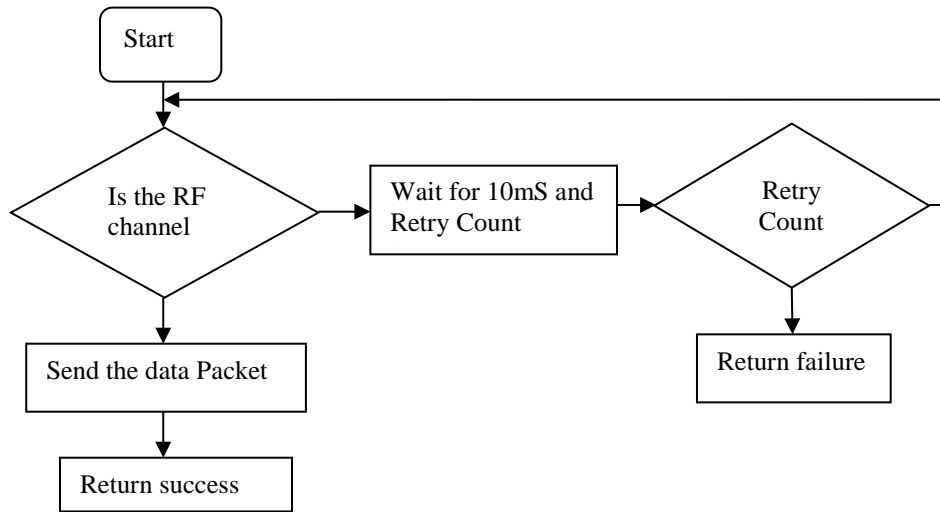 Start
Is the RF
channel
Wait for 10mS and
Retry Count
Retry
Count
Send the data Packet
Return failure
Return success